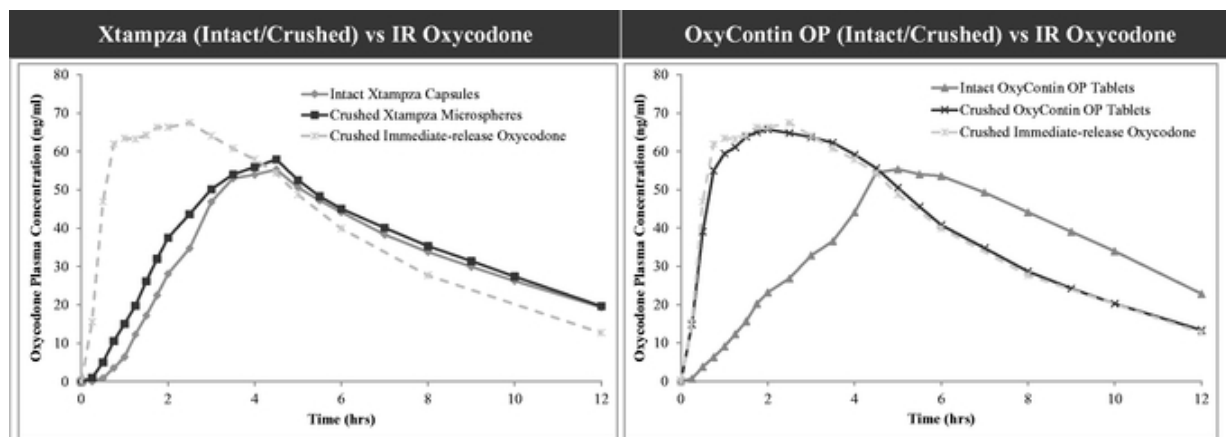 Xtampza (Intact/Crushed) vs IR Oxycodone
Oxycodone Plasma Concentration (ng/ml)
80
70
60
50
40
30
20
10
0
Intact Xtampza Capsules
Crushed Xtampza Microspheres
Crushed Immediate-release Oxycodone
0 2 4 6 8 10 12
Time (hrs)
OxyContin OP (Intact/Crushed) vs IR Oxycodone
Oxycodone Plasma Concentration (ng/ml)
80
70
60
50
40
30
20
10
0
Intact OxyContin OP Tablets
Crushed OxyContin OP Tablets
Crushed Immediate-release Oxycodone
0 2 4 6 8 10 12
Time (hrs)